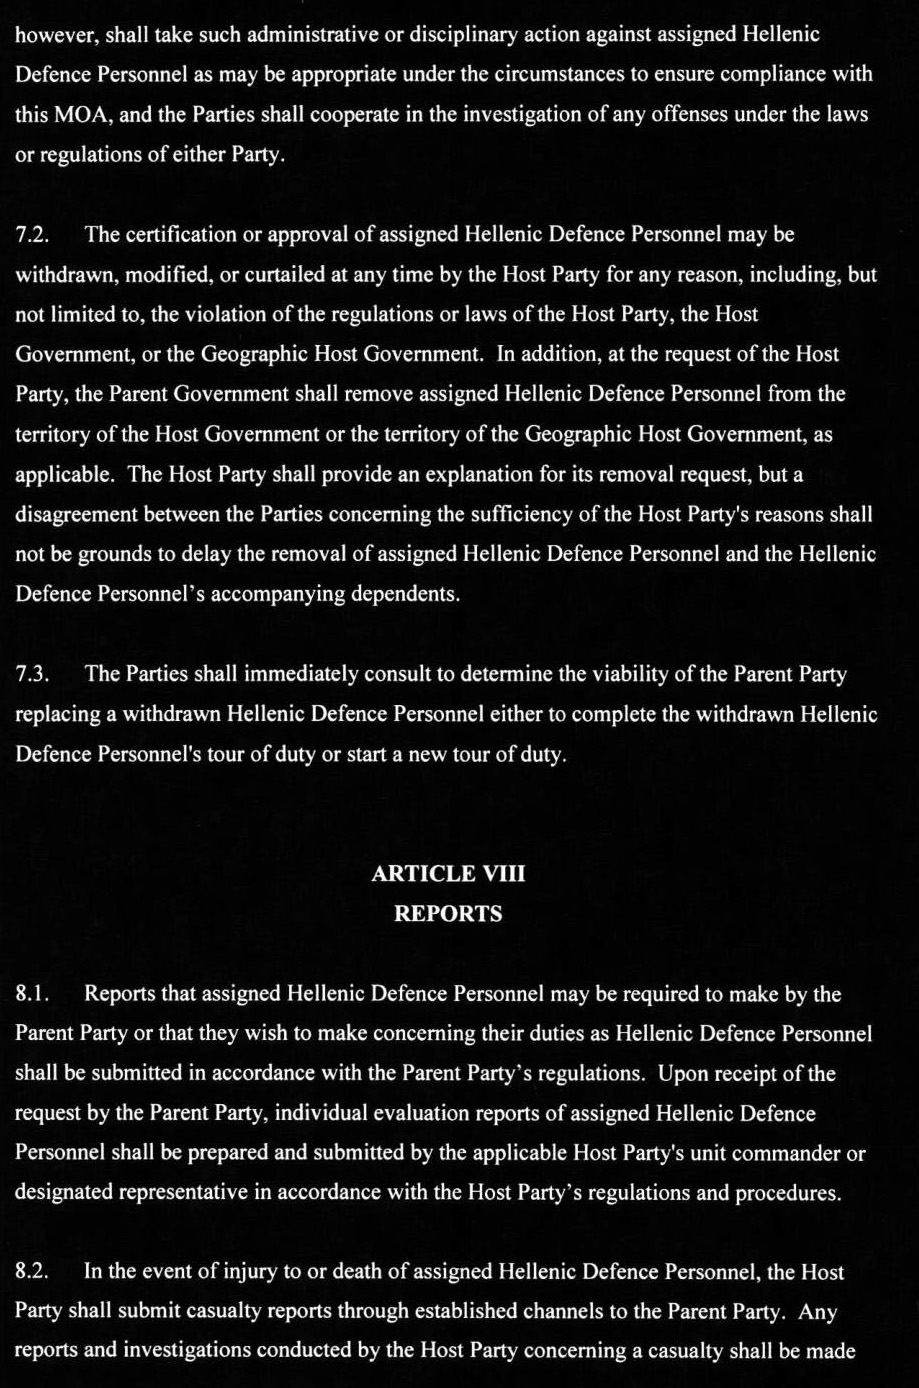 however, shall take such administrative or disciplinary action against assigned Hellenic
Defence Personnel as may be appropriate under the circumstances to ensure compliance with
this MOA, and the Parties shall cooperate in the investigation of any offenses under the laws
or regulations of either Party.
7.2. The certification or approval of assigned Hellenic Defence Personnel may be
withdrawn, modified, or curtailed at any time by the Host Party for any reason, including, but
not limited to, the violation of the regulations or laws of the Host Party, the Host
Government, or the Geographic Host Government. In addition, at the request of the Host
Party, the Parent Government shall remove assigned Hellenic Defence Personnel from the
territory of the Host Government or the territory of the Geographic Host Government, as
applicable. The Host Party shall provide an explanation for its removal request, but a
disagreement between the Parties concerning the sufficiency of the Host Party's reasons shall
not be grounds to delay the removal of assigned Hellenic Defence Personnel and the Hellenic
Defence Personnel’s accompanying dependents.
7.3. The Parties shall immediately consult to determine the viability of the Parent Party
replacing a withdrawn Hellenic Defence Personnel either to complete the withdrawn Hellenic
Defence Personnel's tour of duty or start a new tour of duty.
ARTICLE VIII
REPORTS
8.1. Reports that assigned Hellenic Defence Personnel may be required to make by the
Parent Party or that they wish to make concerning their duties as Hellenic Defence Personnel
shall be submitted in accordance with the Parent Party’s regulations. Upon receipt of the
request by the Parent Party, individual evaluation reports of assigned Hellenic Defence
Personnel shall be prepared and submitted by the applicable Host Party's unit commander or
designated representative in accordance with the Host Party’s regulations and procedures.
8.2. In the event of injury to or death of assigned Hellenic Defence Personnel, the Host
Party shall submit casualty reports through established channels to the Parent Party. Any
reports and investigations conducted by the Host Party concerning a casualty shall be made